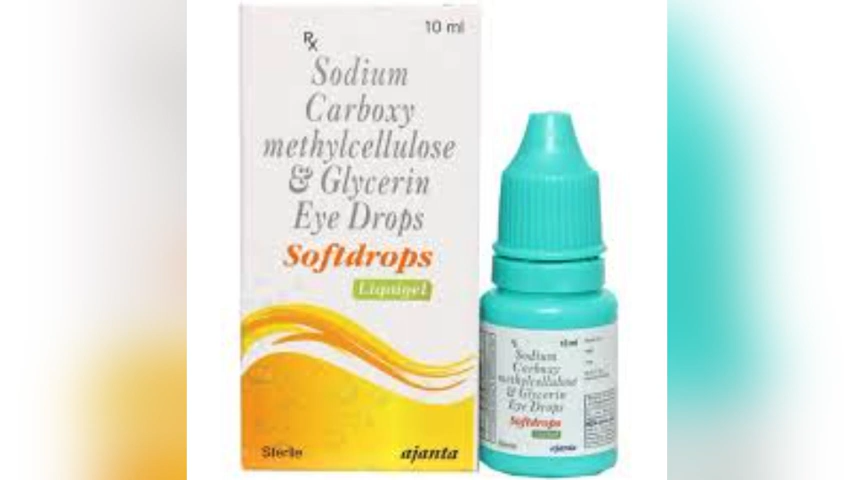 10 ml
Rx
Sodium
Carboxy
methylcellulose
& Glycerin
Eye Drops
Softdrops
Liquigel
Sterile
ajanta
10 ml
Sodium
Carboxy
methylcellulose
& Glycerin
Eye Drops
Softdrops
ajanta